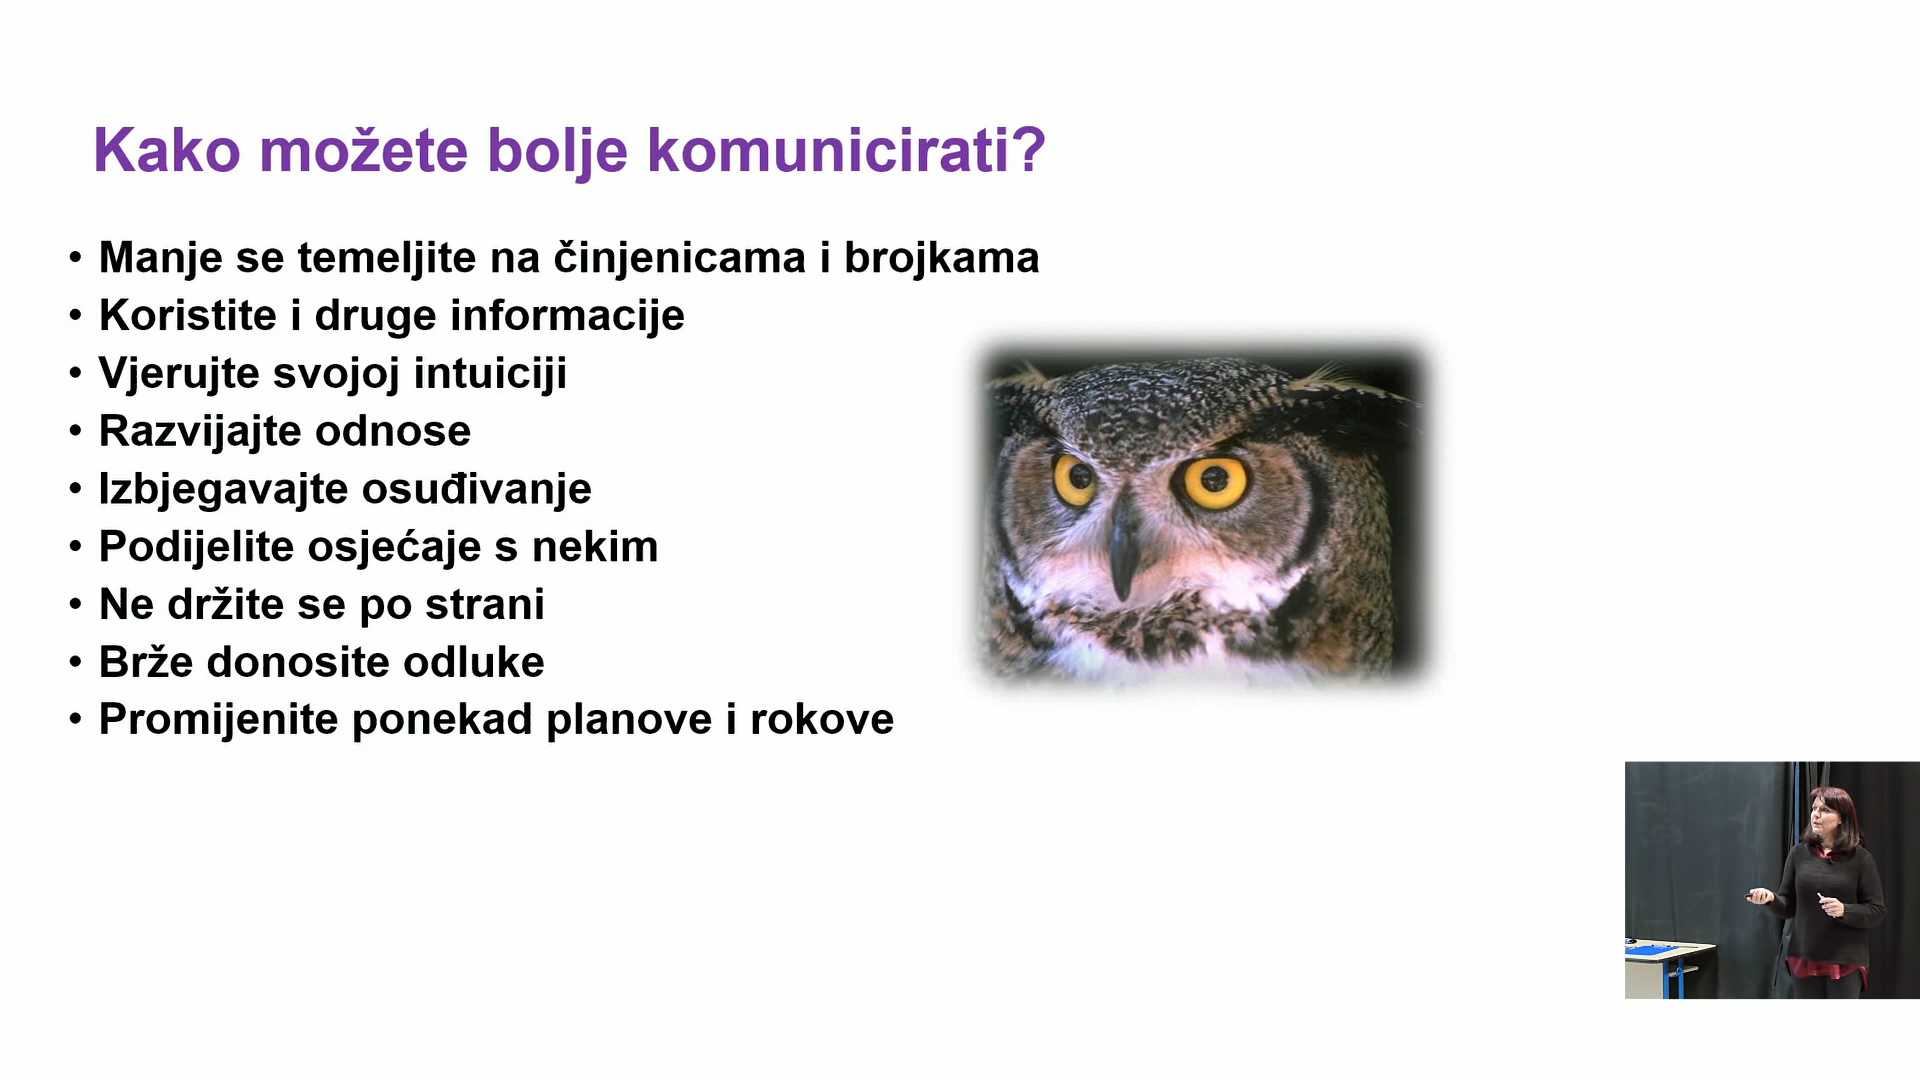 Kako možete bolje komunicirati?
• Manje se temeljite na činjenicama i brojkama
• Koristite i druge informacije
• Vjerujte svojoj intuiciji
• Razvijajte odnose
• Izbjegavajte osuđivanje
• Podijelite osjećaje s nekim
• Ne držite se po strani
• Brže donosite odluke
• Promijenite ponekad planove i rokove